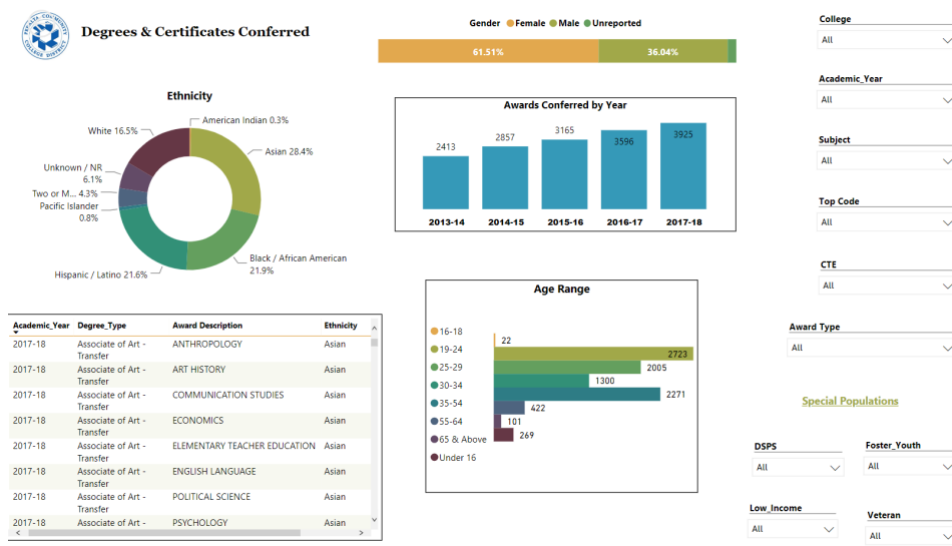 PERALTA COMMUNITY COLLEGE DISTRICT
Degrees & Certificates Conferred
Gender Female Male Unreported
61.51% 36.04%
Ethnicity
American Indian 0.3%
White 16.5%
Asian 28.4%
Unknown / NR
6.1%
Two or M... 4.3%
Pacific Islander
0.8%
Black / African American
21.9%
Hispanic / Latino 21.6%
Awards Conferred by Year
2413 2857 3165 3596 3925
2013-14 2014-15 2015-16 2016-17 2017-18
Age Range
16-18
19-24
25-29
30-34
35-54
55-64
65 & Above
Under 16
22
2723
2005
1300
2271
422
101
269
Academic_Year Degree_Type Award Description Ethnicity
2017-18 Associate of Art - ANTHROPOLOGY Asian
Transfer
2017-18 Associate of Art - ART HISTORY Asian
Transfer
2017-18 Associate of Art - COMMUNICATION STUDIES Asian
Transfer
2017-18 Associate of Art - ECONOMICS Asian
Transfer
2017-18 Associate of Art - ELEMENTARY TEACHER EDUCATION Asian
Transfer
2017-18 Associate of Art - ENGLISH LANGUAGE Asian
Transfer
2017-18 Associate of Art - POLITICAL SCIENCE Asian
Transfer
2017-18 Associate of Art - PSYCHOLOGY Asian
College
All
Academic_Year
All
Subject
All
Top Code
All
CTE
All
Award Type
All
Special Populations
DSPS Foster_Youth
All All
Low_Income Veteran
All All